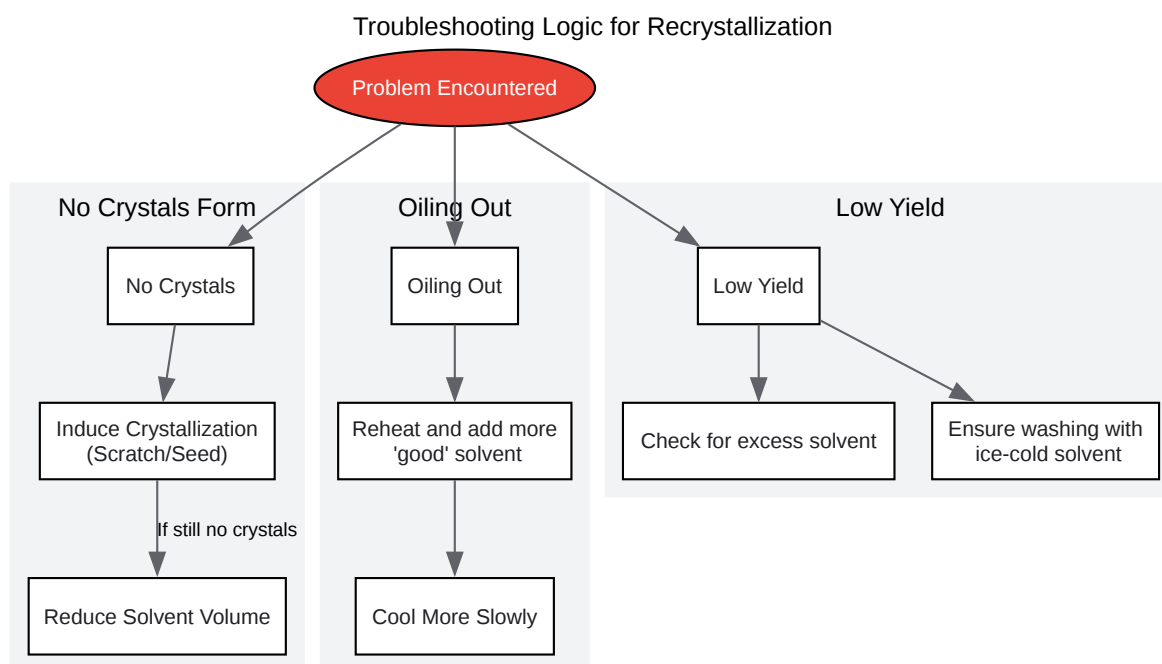 Troubleshooting Logic for Recrystallization
Problem Encountered
No Crystals Form
No Crystals
Induce Crystallization
(Scratch/Seed)
If still no crystals
Reduce Solvent Volume
Oiling Out
Oiling Out
Reheat and add more
'good' solvent
Cool More Slowly
Low Yield
Low Yield
Check for excess solvent
Ensure washing with
ice-cold solvent